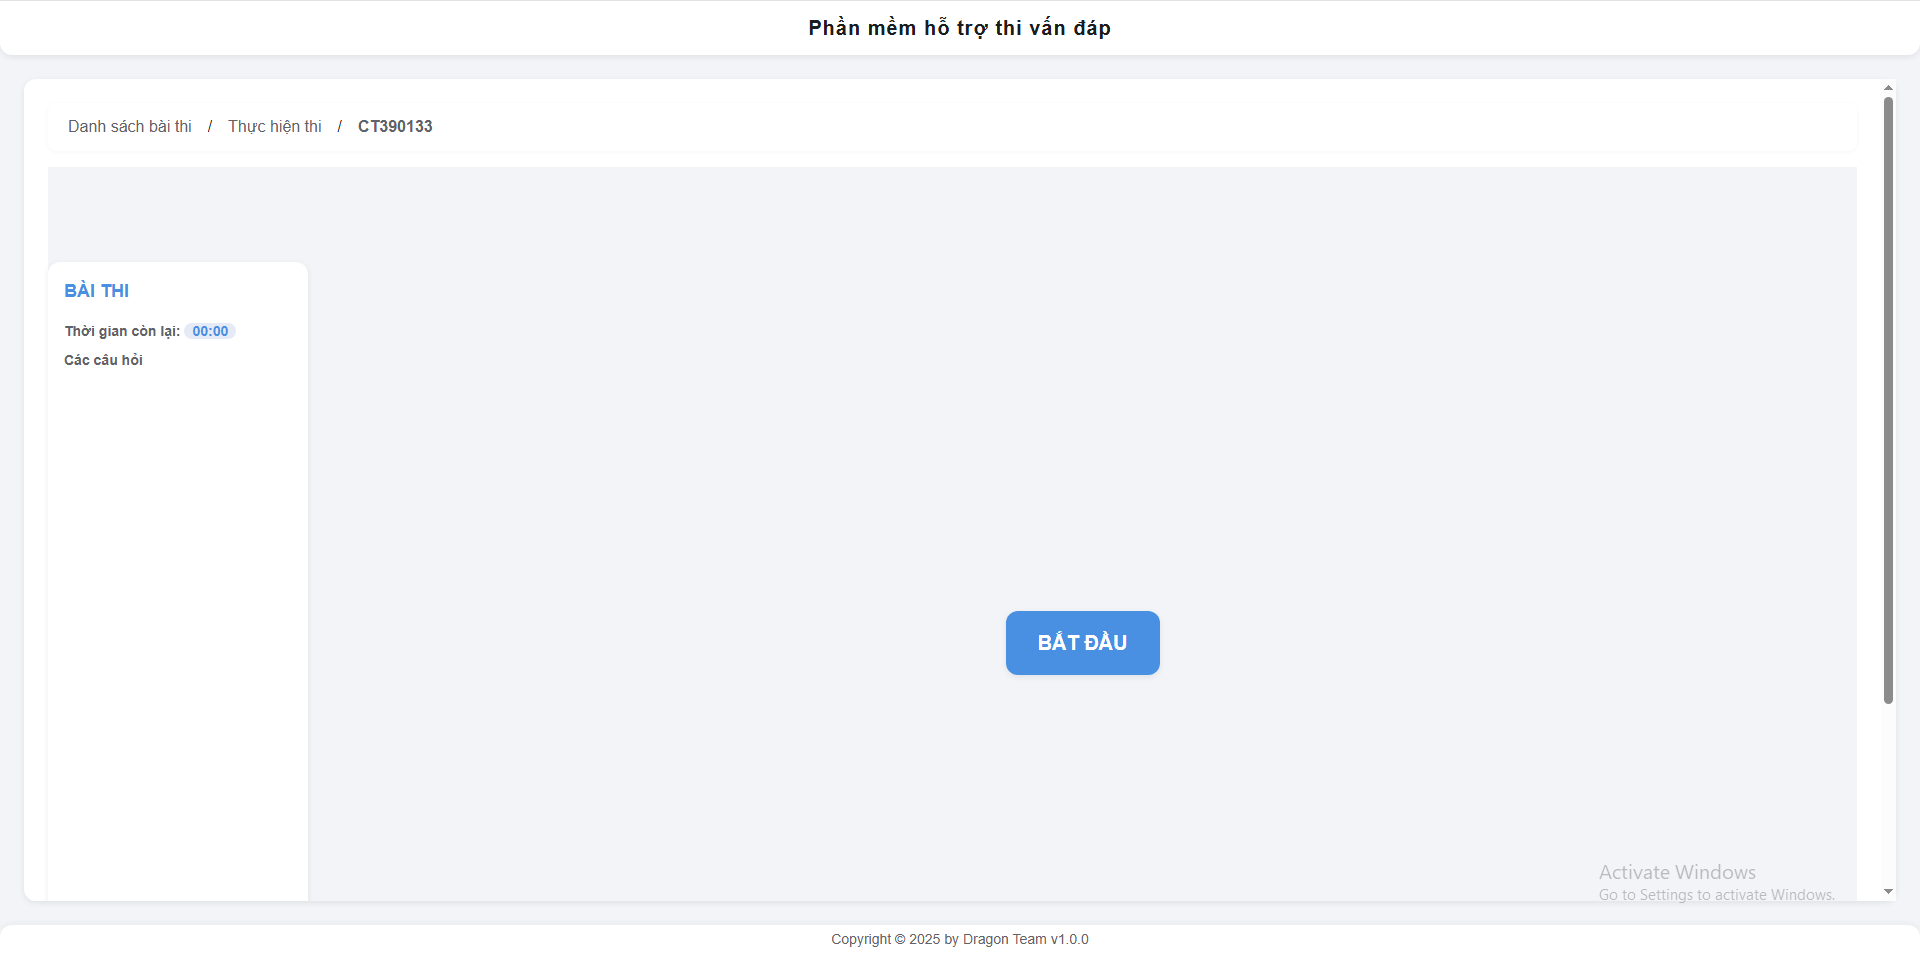 Phần mềm hỗ trợ thi vấn đáp
Danh sách bài thi / Thực hiện thi / CT390133
BÀI THI
Thời gian còn lại: 00:00
Các câu hỏi
BẮT ĐẦU
Activate Windows
Go to Settings to activate Windows.
Copyright © 2025 by Dragon Team v1.0.0